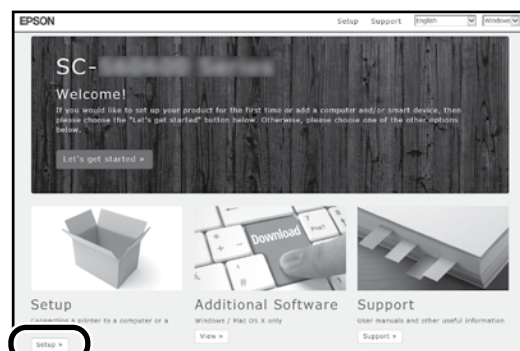 EPSON
Setup Support English Windows
SC-
Welcome!
If you would like to set up your product for the first time or add a computer and/or smart device, then
please choose the "Let's get started" button below. Otherwise, please choose one of the other options
below.
Let's get started »
Download
Setup Additional Software Support
Connecting a printer to a computer or a Windows / Mac OS X only User manuals and other useful information
Setup » View » Support »